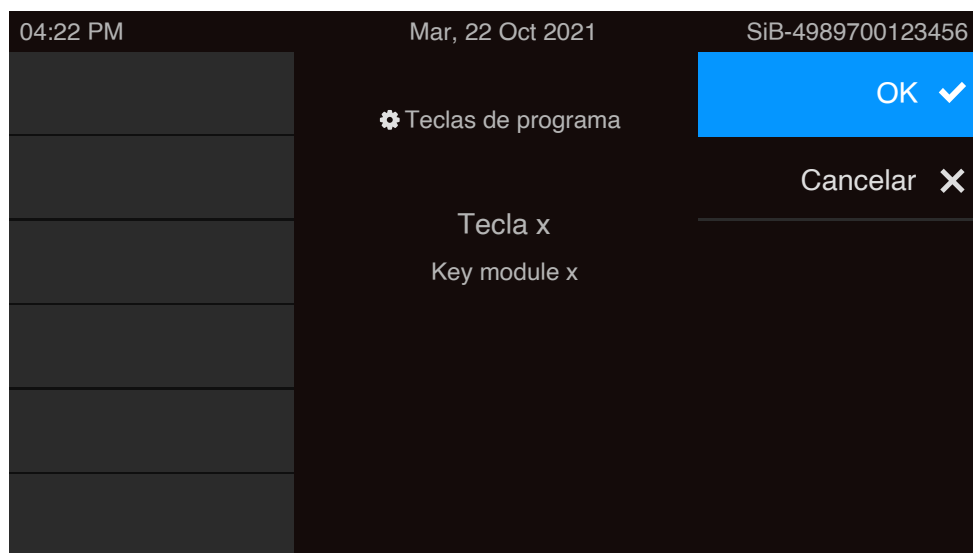 04:22 PM Mar, 22 Oct 2021 SiB-4989700123456
OK
Teclas de programa
Cancelar
Tecla x
Key module x